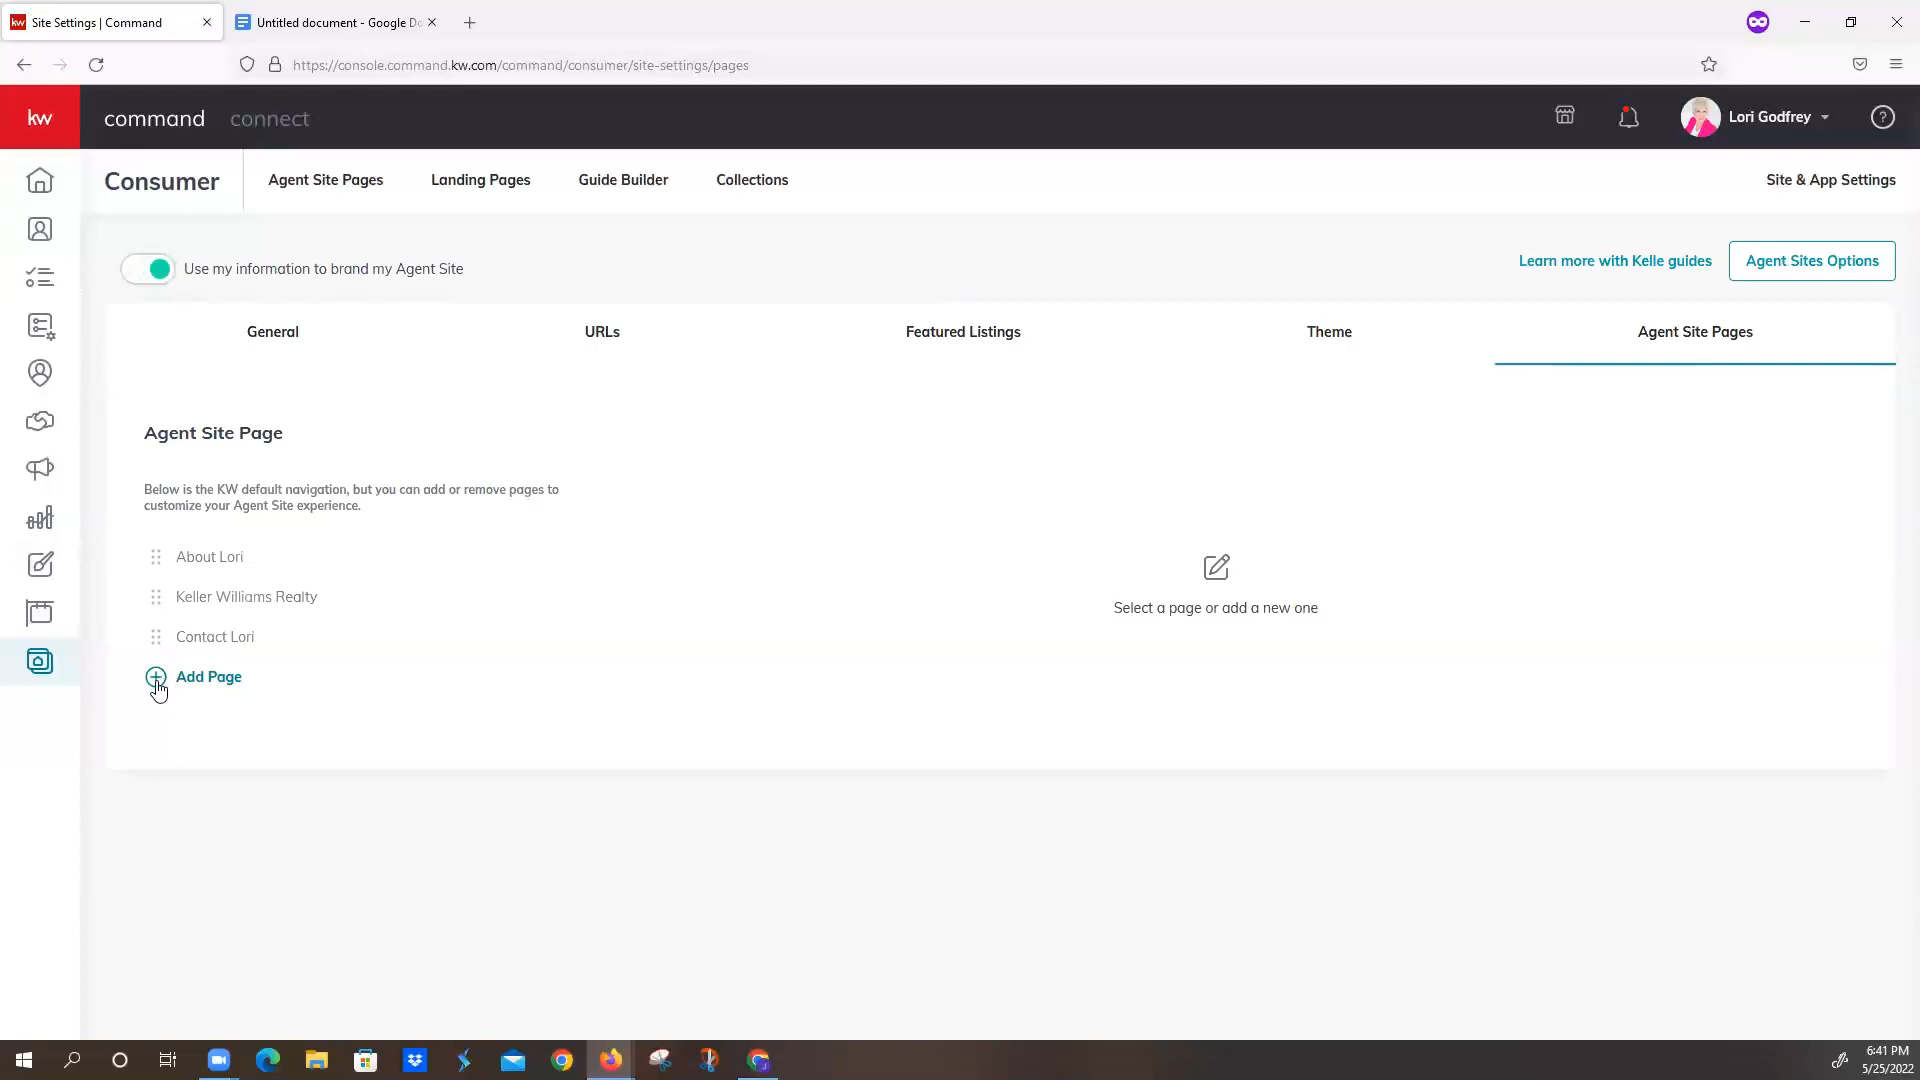 kw Site Settings | Command
Untitled document - Google Do
https://console.command.kw.com/command/consumer/site-settings/pages
kw command connect
Lori Godfrey
?
Consumer Agent Site Pages Landing Pages Guide Builder Collections Site & App Settings
Use my information to brand my Agent Site
Learn more with Kelle guides
Agent Sites Options
General URLs Featured Listings Theme Agent Site Pages
Agent Site Page
Below is the KW default navigation, but you can add or remove pages to
customize your Agent Site experience.
About Lori
Keller Williams Realty
Contact Lori
Add Page
Select a page or add a new one
6:41 PM
5/25/2022